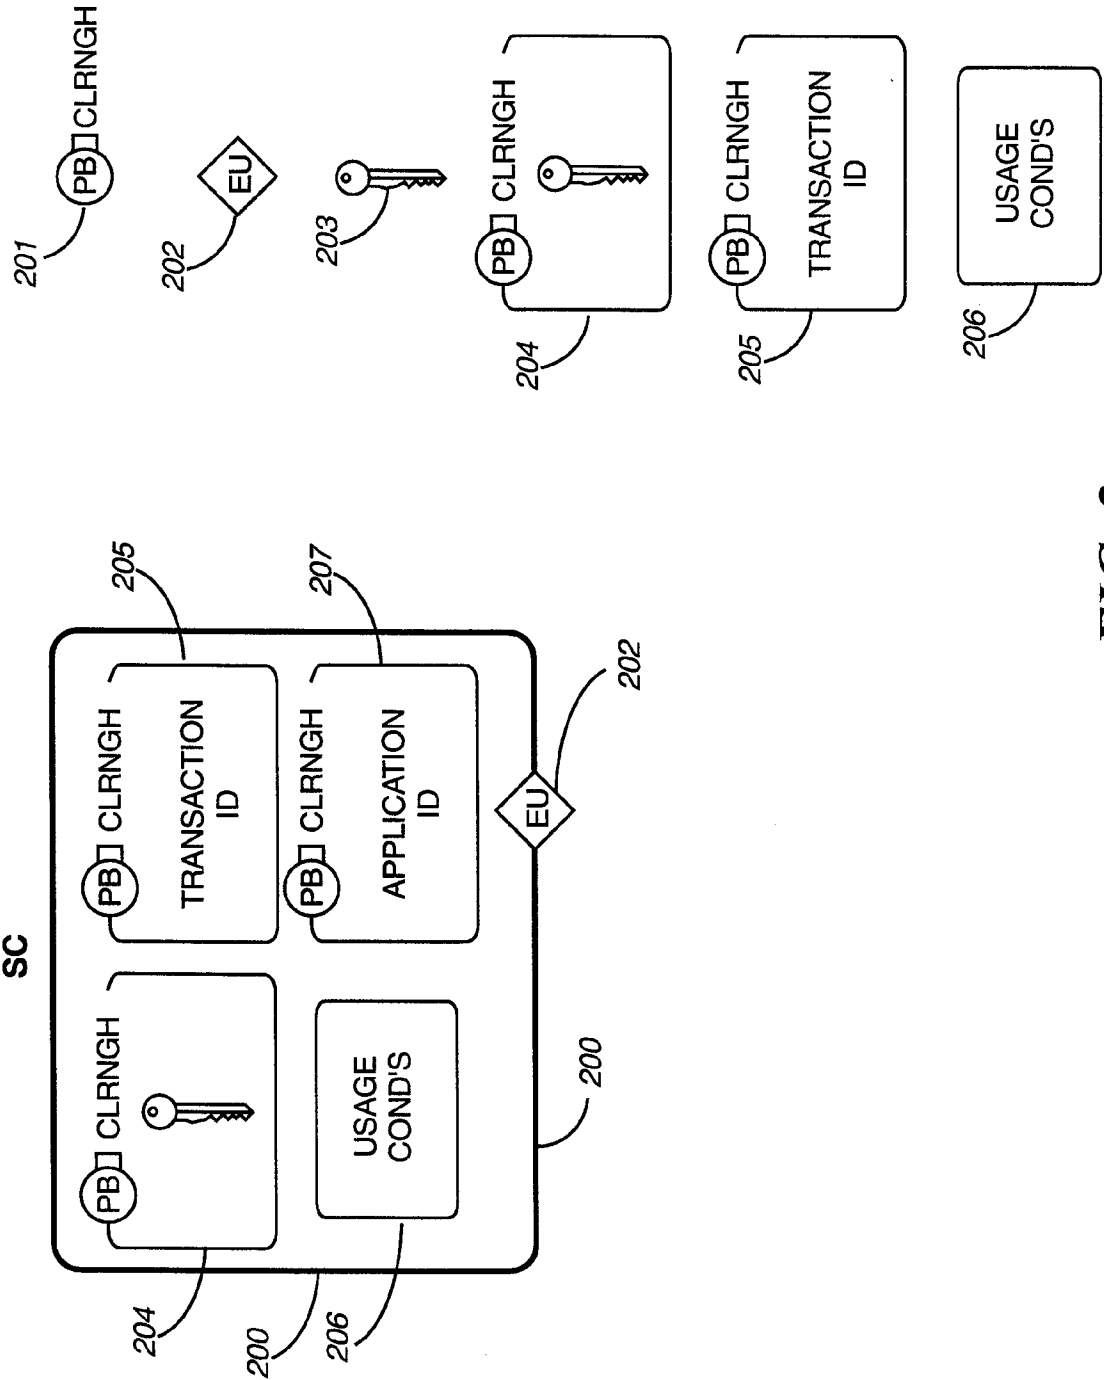 SC
204
200
206
PB CLRNGH
USAGE
COND'S
PB CLRNGH
TRANSACTION
ID
PB CLRNGH
APPLICATION
ID
205
207
EU
202
200
201
PB CLRNGH
202
EU
203
204
PB CLRNGH
205
PB CLRNGH
TRANSACTION
ID
206
USAGE
COND'S